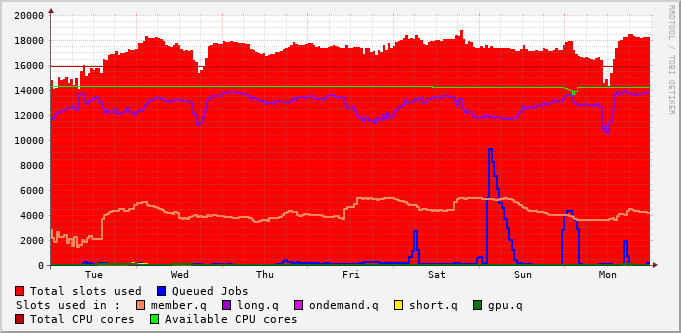 RRDTOOL / TOBI OETIKER
20000
18000
16000
14000
12000
10000
8000
6000
4000
2000
0
Tue Wed Thu Fri Sat Sun Mon
Total slots used Queued Jobs
Slots used in : member.q long.q ondemand.q short.q gpu.q
Total CPU cores Available CPU cores